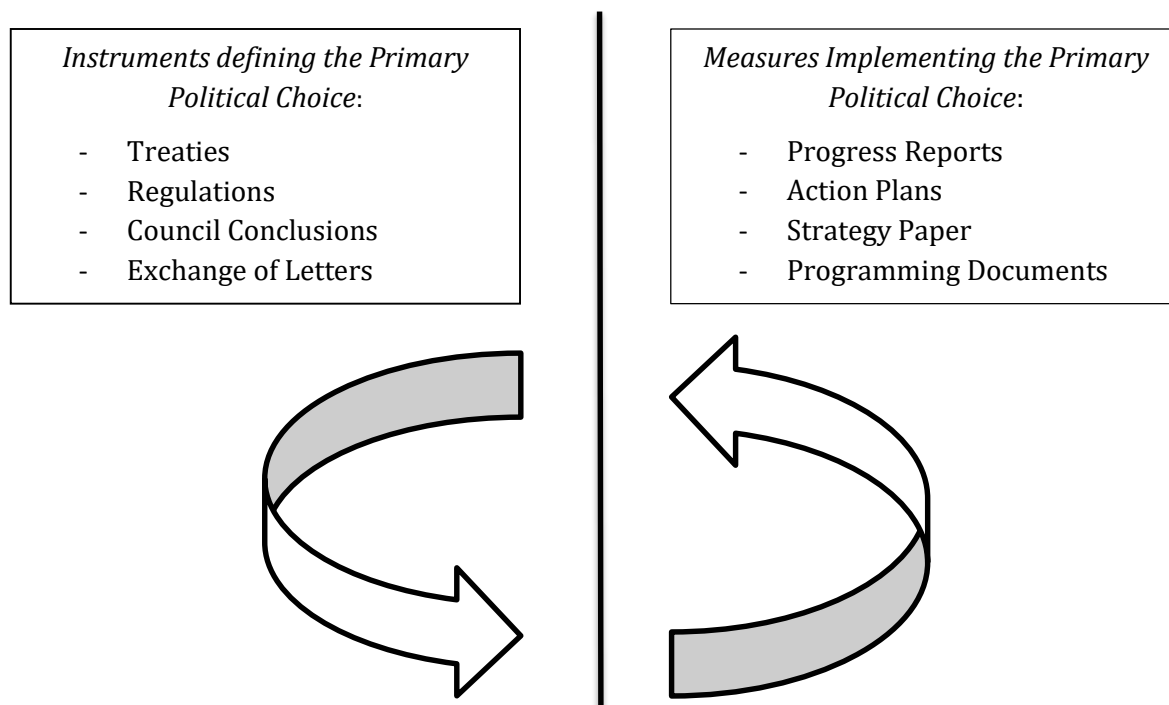 Instruments defining the Primary
Political Choice:
- Treaties
- Regulations
- Council Conclusions
- Exchange of Letters
Measures Implementing the Primary
Political Choice:
- Progress Reports
- Action Plans
- Strategy Paper
- Programming Documents